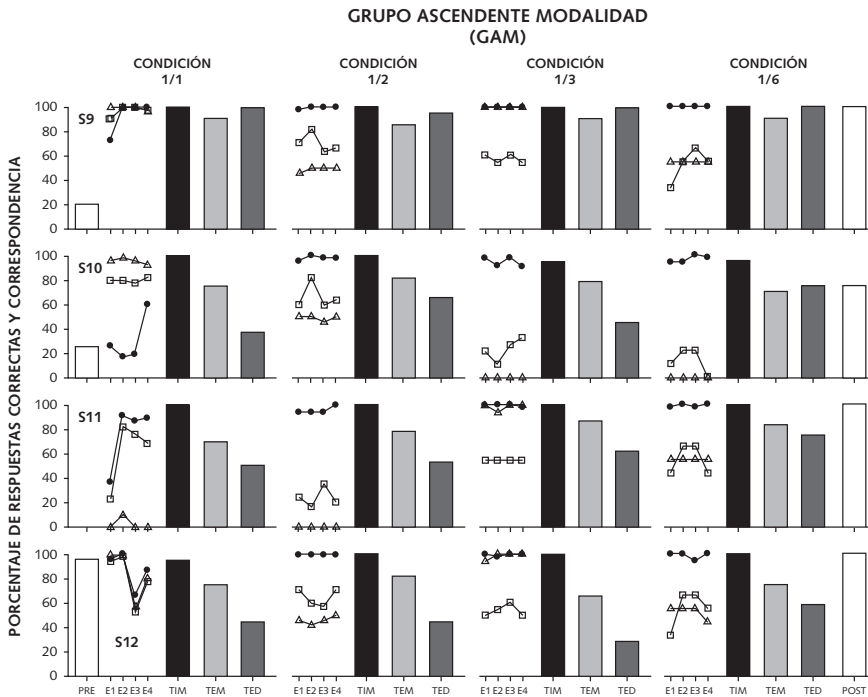 GRUPO ASCENDENTE MODALIDAD
(GAM)
CONDICIÓN
1/1
CONDICIÓN
1/2
CONDICIÓN
1/3
CONDICIÓN
1/6
PORCENTAJE DE RESPUESTAS CORRECTAS Y CORRESPONDENCIA
100
80
60
40
20
0
S9
100
80
60
40
20
0
S10
100
80
60
40
20
0
S11
100
80
60
40
20
0
S12
PRE E1 E2 E3 E4 TIM TEM TED E1 E2 E3 E4 TIM TEM TED E1 E2 E3 E4 TIM TEM TED E1 E2 E3 E4 TIM TEM TED POST